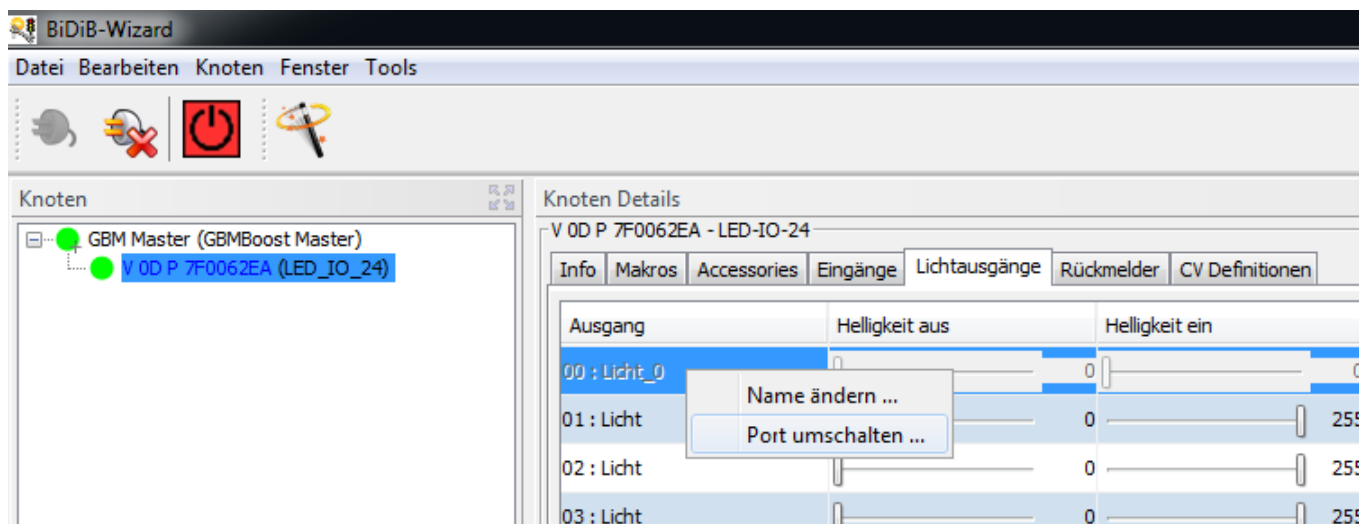 BiDiB-Wizard
Datei Bearbeiten Knoten Fenster Tools
Knoten
GBM Master (GBMBoost Master)
V 0D P 7F0062EA (LED_IO_24)
Knoten Details
V 0D P 7F0062EA - LED-IO-24
Info Makros Accessories Eingänge Lichtausgänge Rückmelder CV Definitionen
Ausgang Helligkeit aus Helligkeit ein
00 : Licht_0 0 0
Name ändern ...
01 : Licht 0 255
Port umschalten ...
02 : Licht 0 255
03 : Licht 0 255